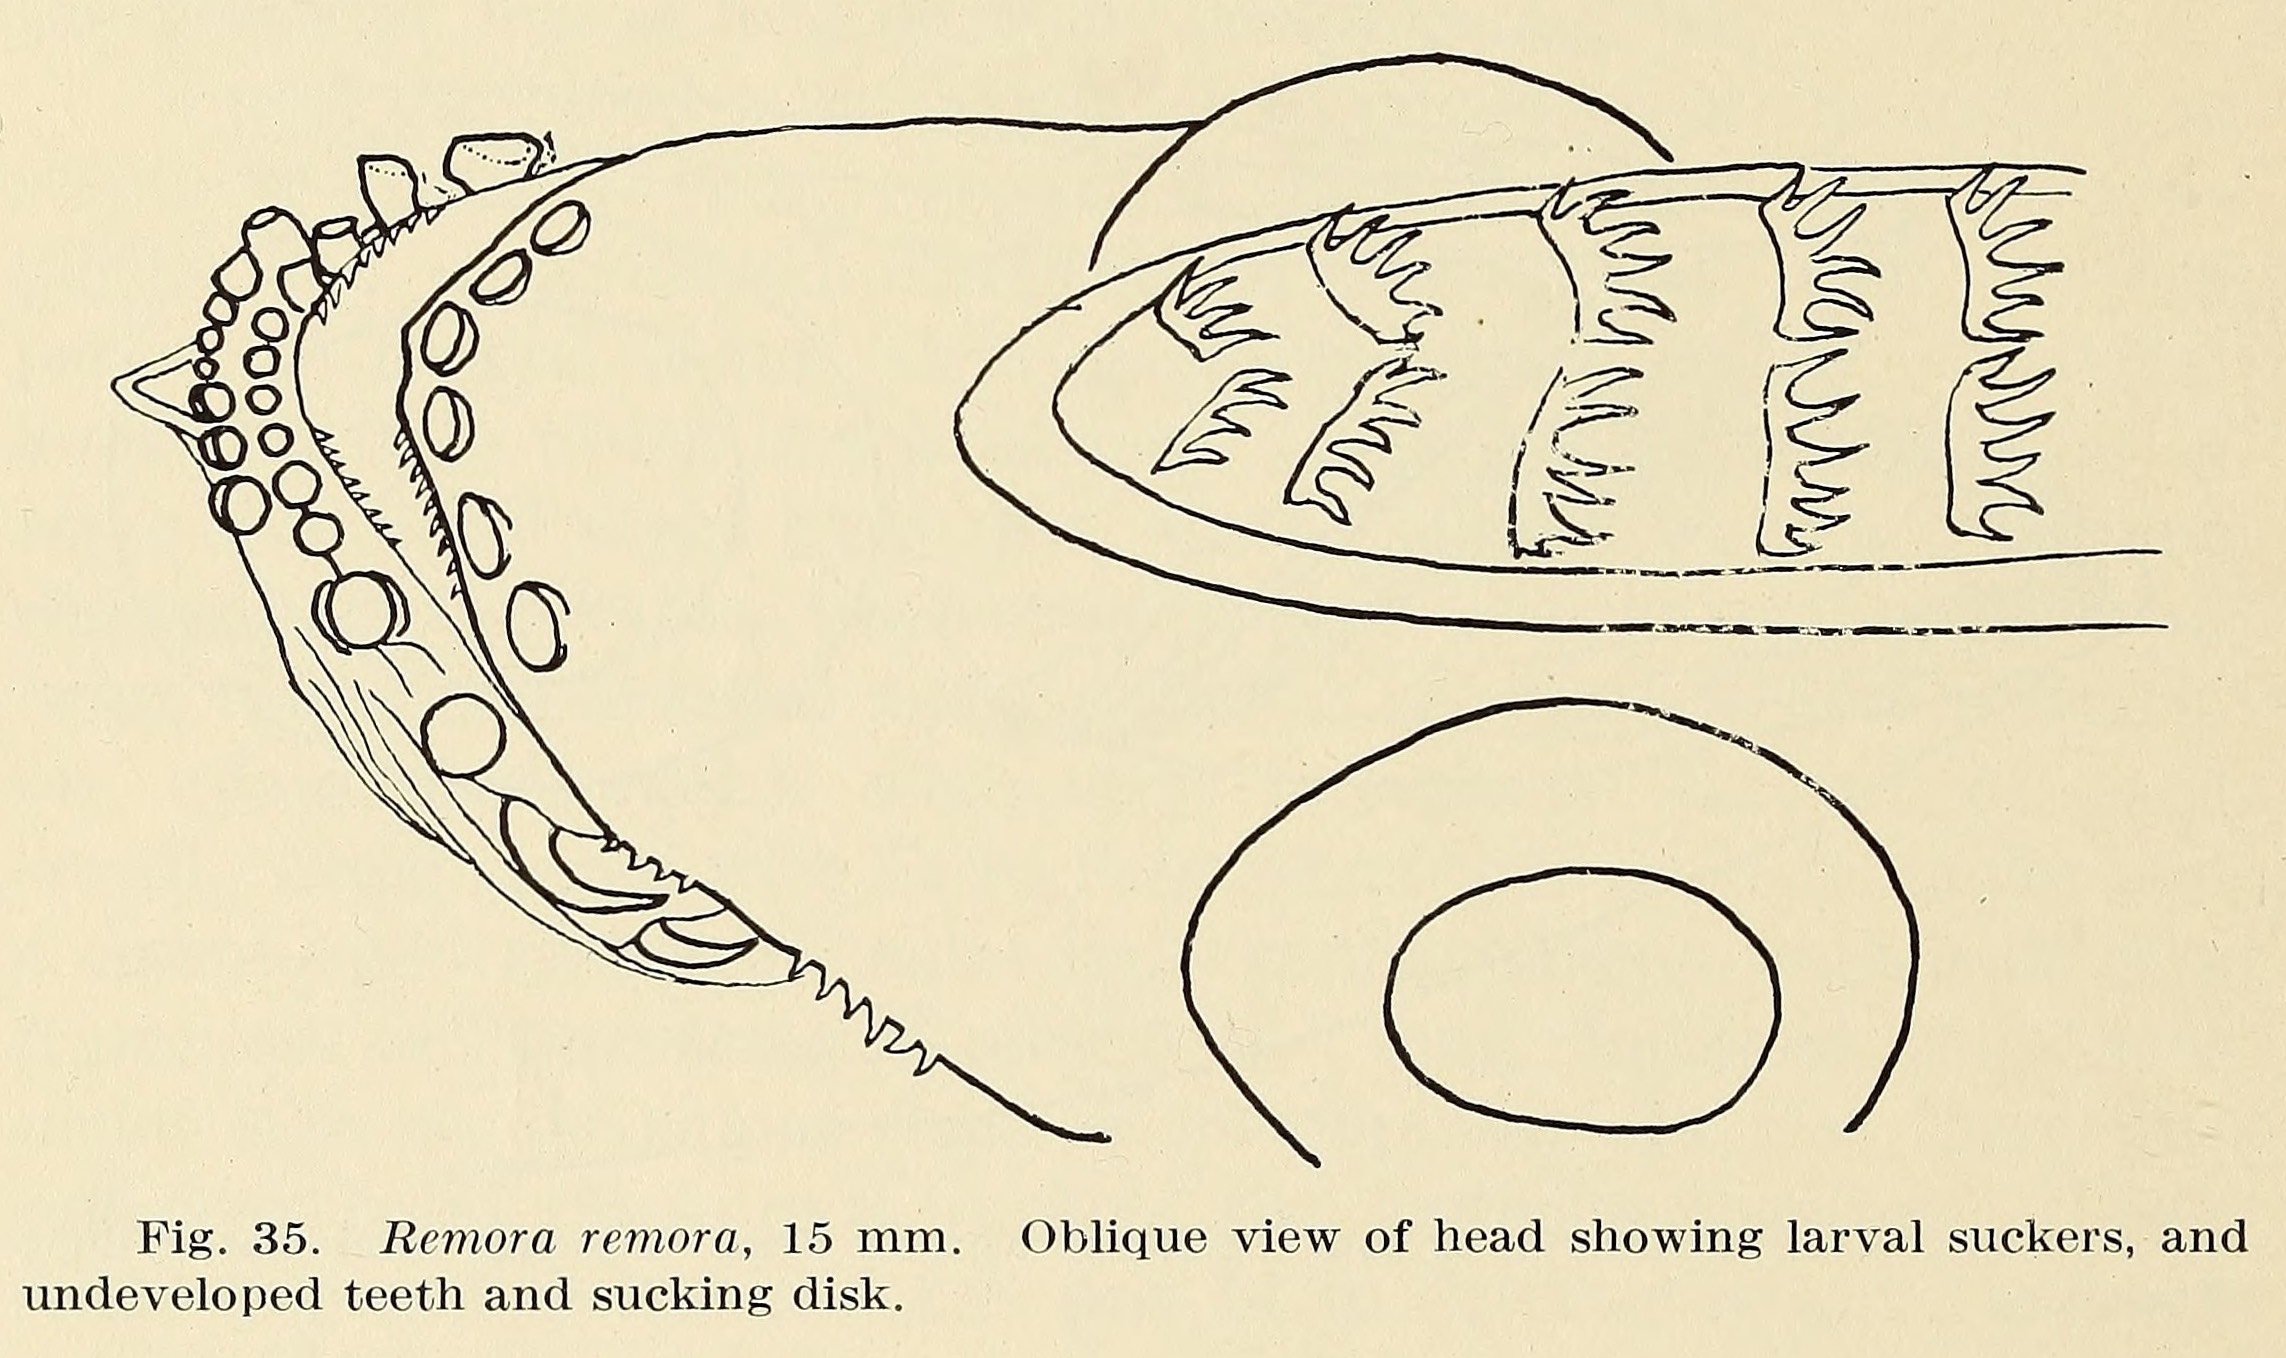 Fig. 35. Remora remora, 15 mm. Oblique view of head showing larval suckers, and
undeveloped teeth and sucking disk.